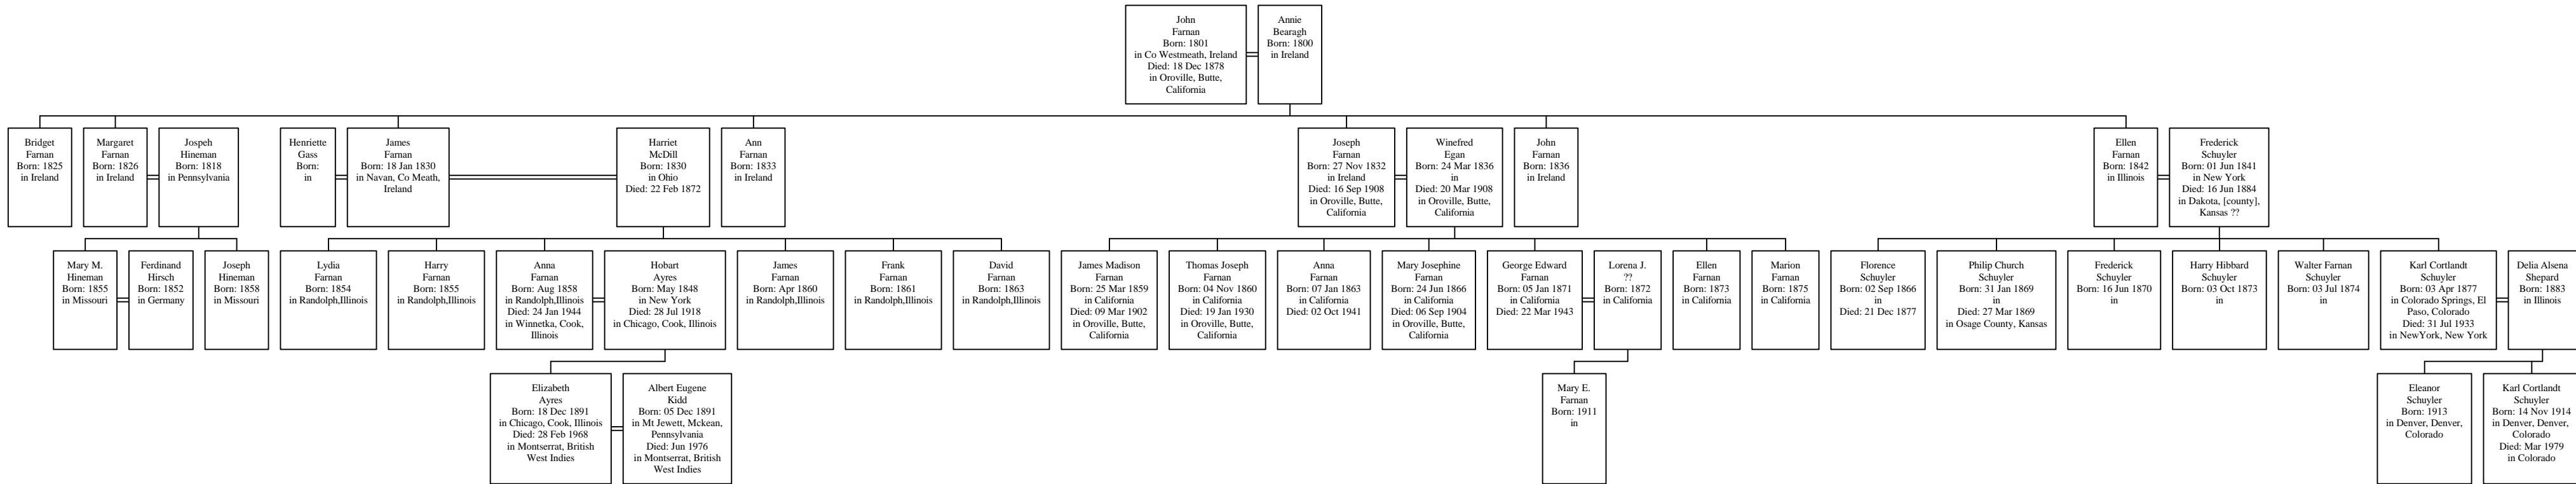 John
Farnan
Born: 1801
in Co Westmeath, Ireland
Died: 18 Dec 1878
in Oroville, Butte,
California
Annie
Bearagh
Born: 1800
in Ireland
Bridget
Farnan
Born: 1825
in Ireland
Margaret
Farnan
Born: 1826
in Ireland
Jospeh
Hineman
Born: 1818
in Pennsylvania
Henriette
Gass
Born:
in
James
Farnan
Born: 18 Jan 1830
in Navan, Co Meath,
Ireland
Harriet
McDill
Born: 1830
in Ohio
Died: 22 Feb 1872
Ann
Farnan
Born: 1833
in Ireland
Joseph
Farnan
Born: 27 Nov 1832
in Ireland
Died: 16 Sep 1908
in Oroville, Butte,
California
Winefred
Egan
Born: 24 Mar 1836
in
Died: 20 Mar 1908
in Oroville, Butte,
California
John
Farnan
Born: 1836
in Ireland
Ellen
Farnan
Born: 1842
in Illinois
Frederick
Schuyler
Born: 01 Jun 1841
in New York
Died: 16 Jun 1884
in Dakota, [county],
Kansas ??
Mary M.
Hineman
Born: 1855
in Missouri
Ferdinand
Hirsch
Born: 1852
in Germany
Joseph
Hineman
Born: 1858
in Missouri
Lydia
Farnan
Born: 1854
in Randolph,Illinois
Harry
Farnan
Born: 1855
in Randolph,Illinois
Anna
Farnan
Born: Aug 1858
in Randolph,Illinois
Died: 24 Jan 1944
in Winnetka, Cook,
Illinois
Hobart
Ayres
Born: May 1848
in New York
Died: 28 Jul 1918
in Chicago, Cook, Illinois
James
Farnan
Born: Apr 1860
in Randolph,Illinois
Frank
Farnan
Born: 1861
in Randolph,Illinois
David
Farnan
Born: 1863
in Randolph,Illinois
James Madison
Farnan
Born: 25 Mar 1859
in California
Died: 09 Mar 1902
in Oroville, Butte,
California
Thomas Joseph
Farnan
Born: 04 Nov 1860
in California
Died: 19 Jan 1930
in Oroville, Butte,
California
Anna
Farnan
Born: 07 Jan 1863
in California
Died: 02 Oct 1941
Mary Josephine
Farnan
Born: 24 Jun 1866
in California
Died: 06 Sep 1904
in Oroville, Butte,
California
George Edward
Farnan
Born: 05 Jan 1871
in California
Died: 22 Mar 1943
Lorena J.
??
Born: 1872
in California
Ellen
Farnan
Born: 1873
in California
Marion
Farnan
Born: 1875
in California
Florence
Schuyler
Born: 02 Sep 1866
in
Died: 21 Dec 1877
Philip Church
Schuyler
Born: 31 Jan 1869
in
Died: 27 Mar 1869
in Osage County, Kansas
Frederick
Schuyler
Born: 16 Jun 1870
in
Harry Hibbard
Schuyler
Born: 03 Oct 1873
in
Walter Farnan
Schuyler
Born: 03 Jul 1874
in
Karl Cortlandt
Schuyler
Born: 03 Apr 1877
in Colorado Springs, El
Paso, Colorado
Died: 31 Jul 1933
in NewYork, New York
Delia Alsena
Shepard
Born: 1883
in Illinois
Elizabeth
Ayres
Born: 18 Dec 1891
in Chicago, Cook, Illinois
Died: 28 Feb 1968
in Montserrat, British
West Indies
Albert Eugene
Kidd
Born: 05 Dec 1891
in Mt Jewett, Mckean,
Pennsylvania
Died: Jun 1976
in Montserrat, British
West Indies
Mary E.
Farnan
Born: 1911
in
Eleanor
Schuyler
Born: 1913
in Denver, Denver,
Colorado
Karl Cortlandt
Schuyler
Born: 14 Nov 1914
in Denver, Denver,
Colorado
Died: Mar 1979
in Colorado